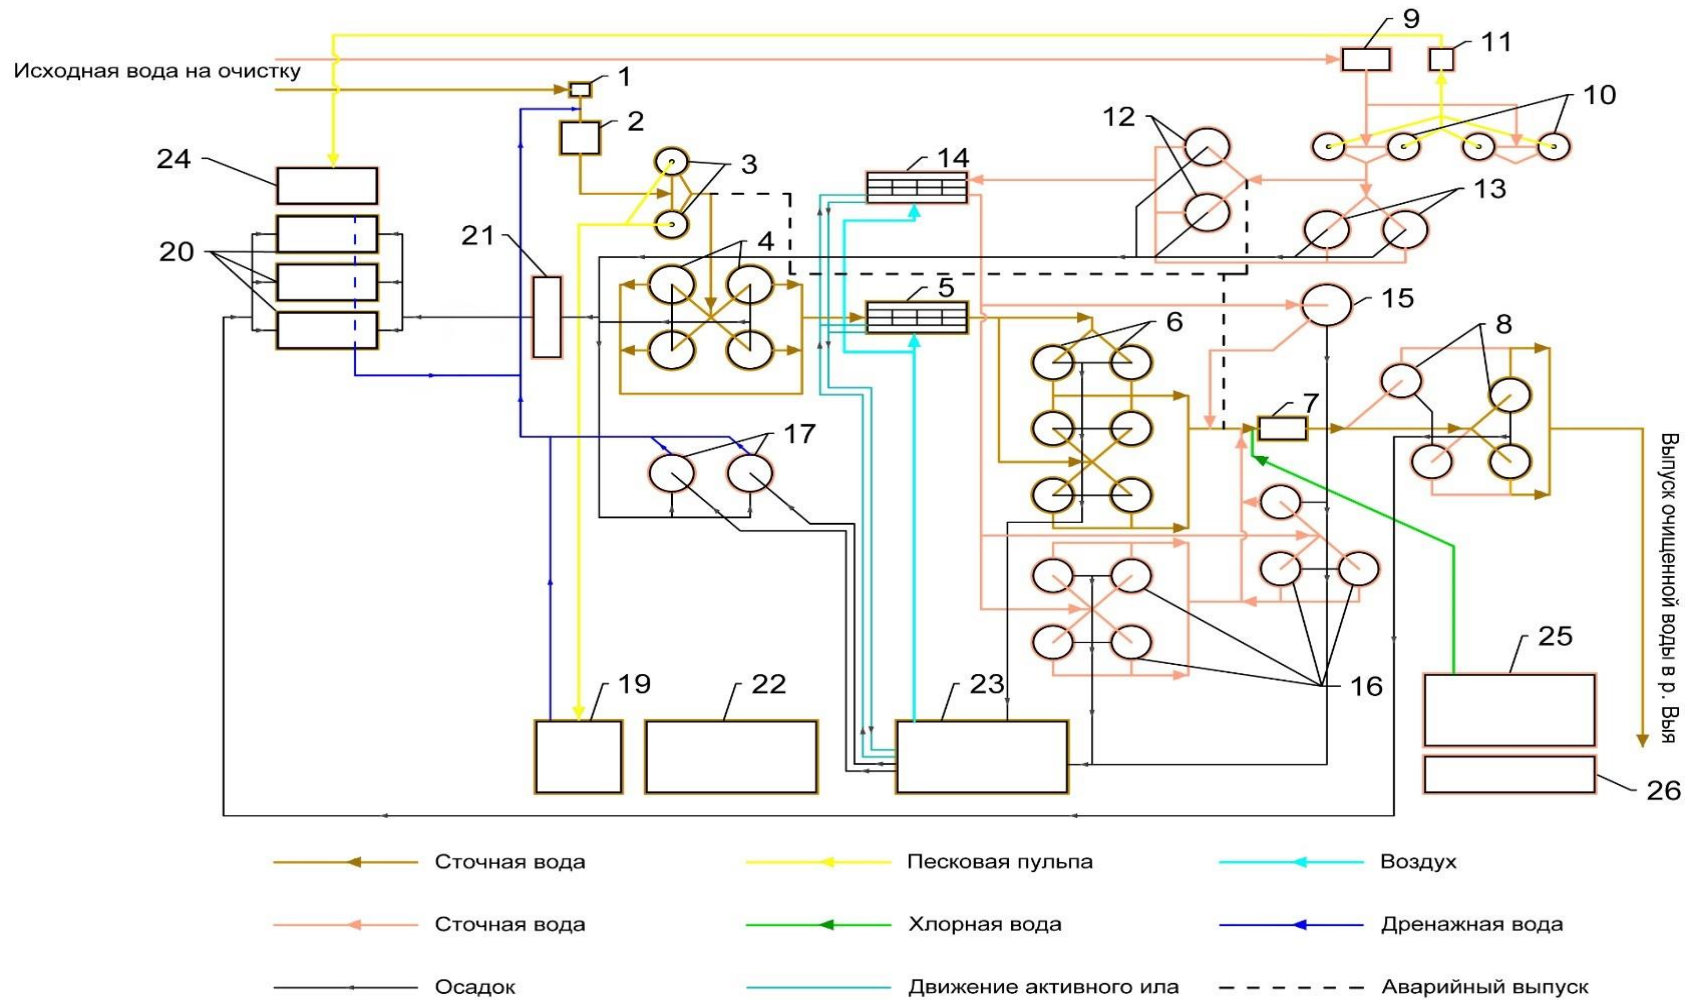 9
11
Исходная вода на очистку
1
10
2
12
24
3
14
13
21
4
20
5
15
6
8
7
17
Выпуск очищенной воды в р. Выя
25
19
22
23
16
26
Сточная вода
Песковая пульпа
Воздух
Сточная вода
Хлорная вода
Дренажная вода
Осадок
Движение активного ила
Аварийный выпуск